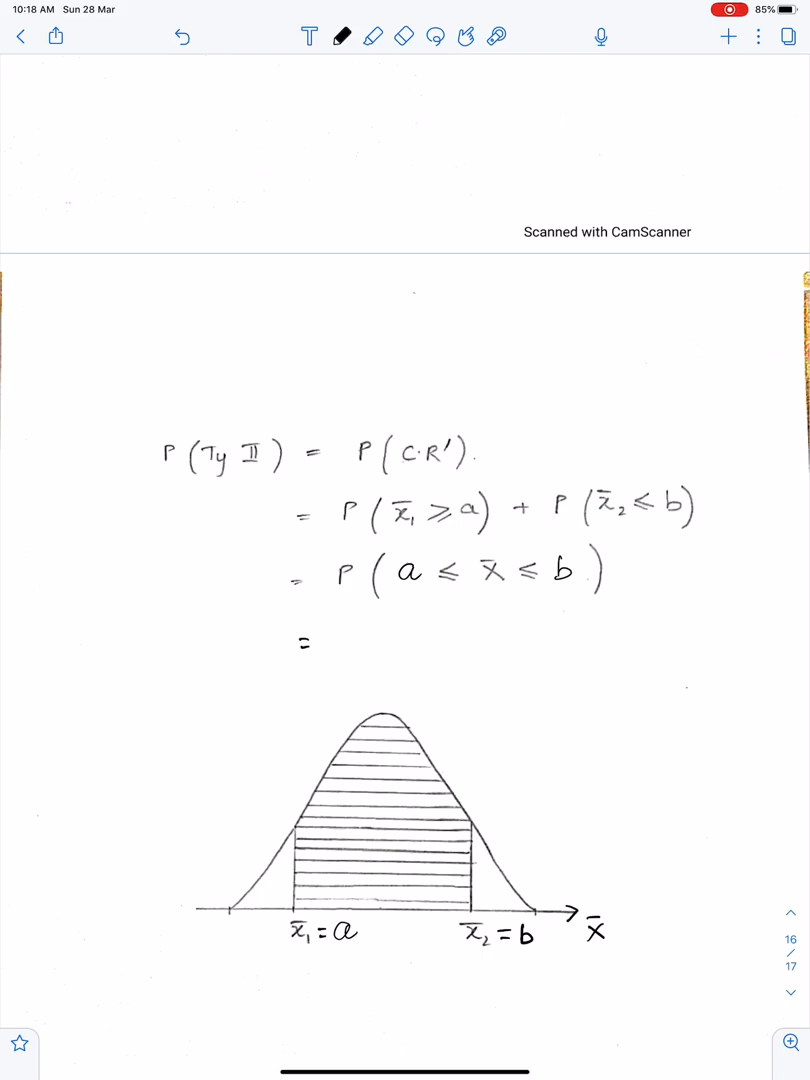 10:18 AM Sun 28 Mar
85%
T
Scanned with CamScanner
P(Ty II) = P(C·R').
= P(x̄₁ ⩾ a) + P(x̄₂ ⩽ b)
= P(a ⩽ x̄ ⩽ b)
=
x̄₁ = a x̄₂ = b x̄
16
/
17